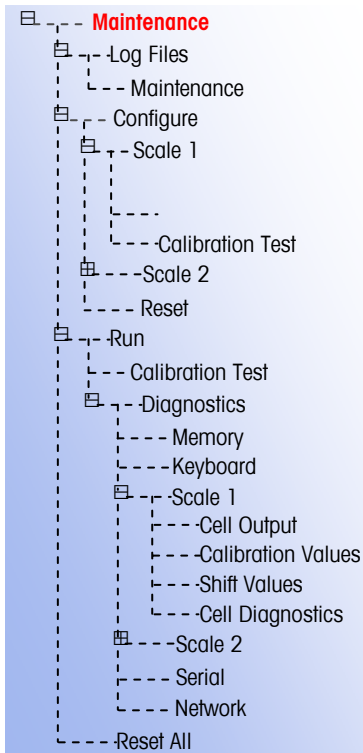 Maintenance
Log Files
Maintenance
Configure
Scale 1
Calibration Test
Scale 2
Reset
Run
Calibration Test
Diagnostics
Memory
Keyboard
Scale 1
Cell Output
Calibration Values
Shift Values
Cell Diagnostics
Scale 2
Serial
Network
Reset All